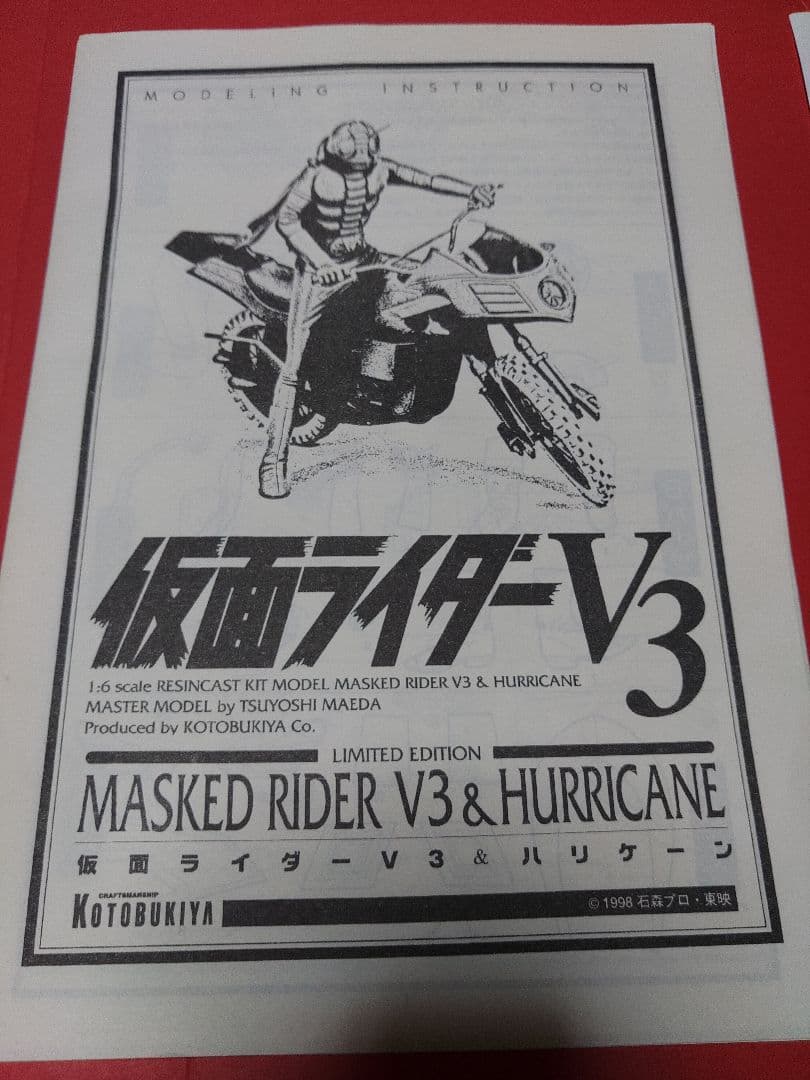 MODELING INSTRUCTION
仮面ライダーV3
1:6 scale RESINCAST KIT MODEL MASKED RIDER V3 & HURRICANE
MASTER MODEL by TSUYOSHI MAEDA
Produced by KOTOBUKIYA Co.
LIMITED EDITION
MASKED RIDER V3 & HURRICANE
仮面ライダーV3&ハリケーン
CRAFTSMANSHIP
KOTOBUKIYA
© 1998 石森プロ・東映